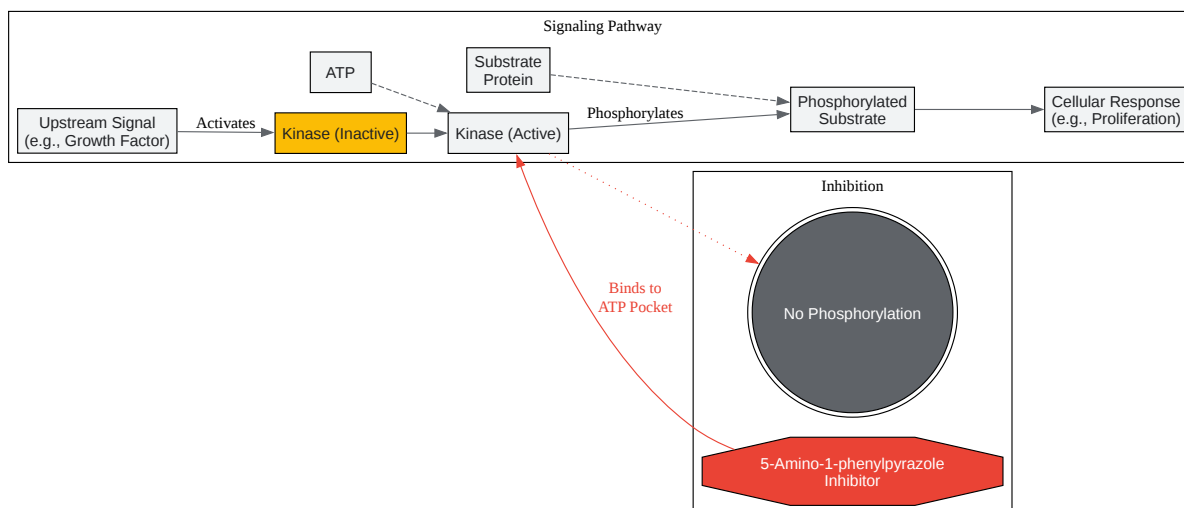 Signaling Pathway
ATP
Substrate
Protein
Upstream Signal
(e.g., Growth Factor)
Activates
Kinase (Inactive)
Kinase (Active)
Phosphorylates
Phosphorylated
Substrate
Cellular Response
(e.g., Proliferation)
Inhibition
Binds to
ATP Pocket
No Phosphorylation
5-Amino-1-phenylpyrazole
Inhibitor